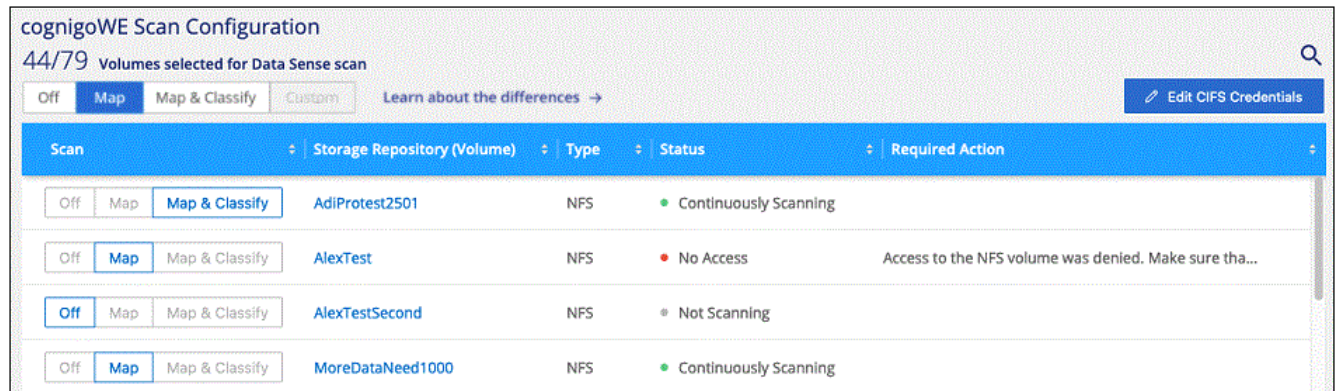 cognigoWE Scan Configuration
44/79 Volumes selected for Data Sense scan
Off Map Map & Classify Custom Learn about the differences → Edit CIFS Credentials
Scan Storage Repository (Volume) Type Status Required Action
Off Map Map & Classify AdiProtest2501 NFS Continuously Scanning
Off Map Map & Classify AlexTest NFS No Access Access to the NFS volume was denied. Make sure tha...
Off Map Map & Classify AlexTestSecond NFS Not Scanning
Off Map Map & Classify MoreDataNeed1000 NFS Continuously Scanning